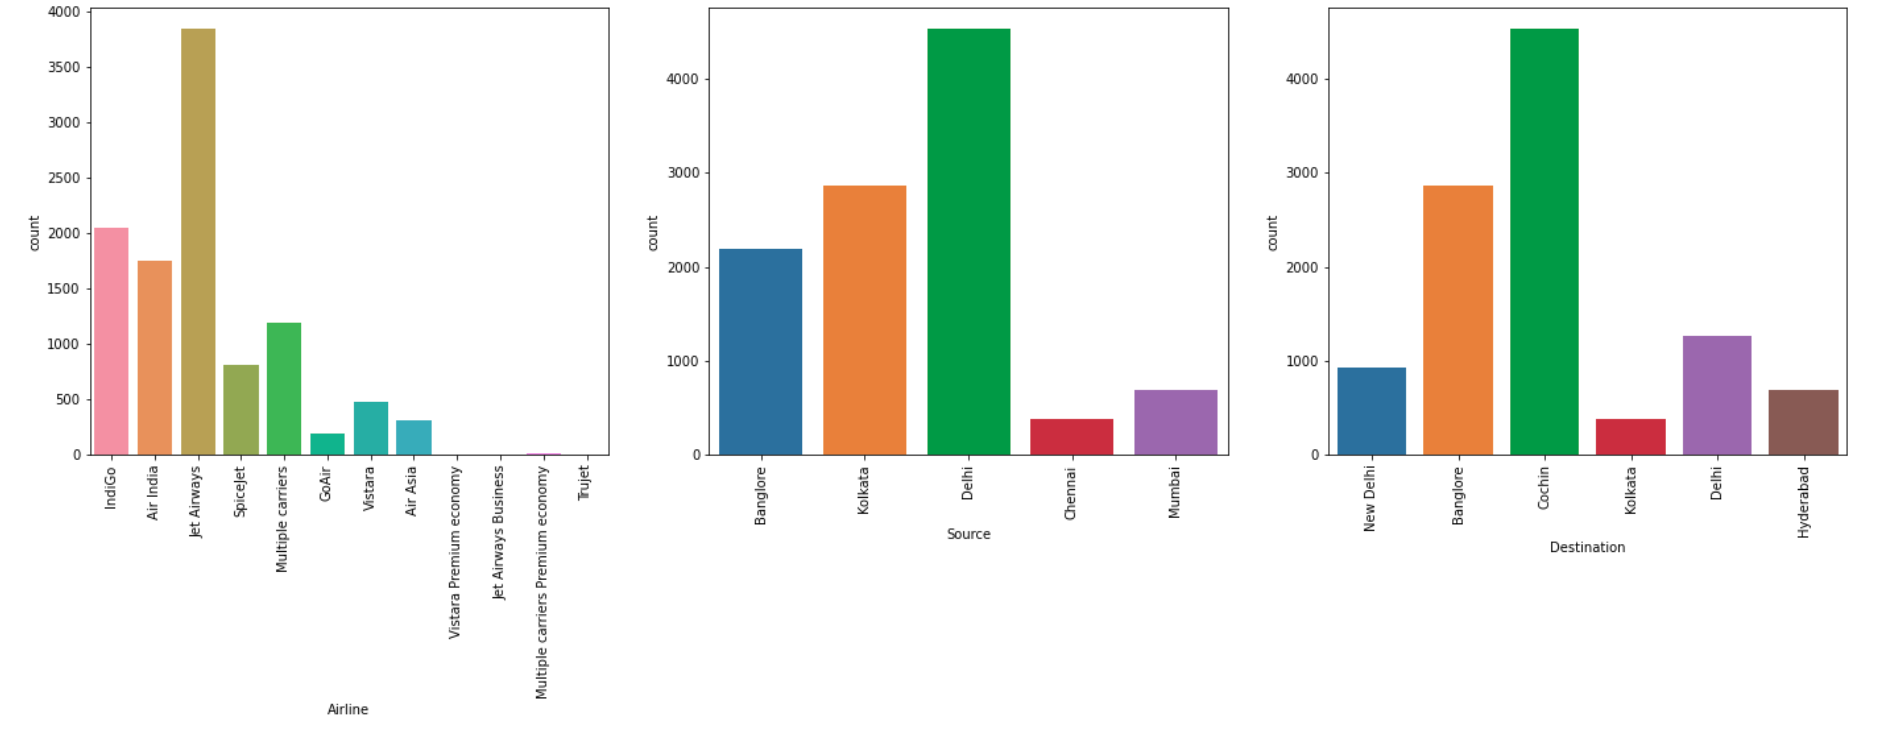 4000
3500
3000
2500
2000
1500
1000
500
0
count
IndiGo
Air India
Jet Airways
SpiceJet
Multiple carriers
GoAir
Vistara
Air Asia
Vistara Premium economy
Jet Airways Business
Multiple carriers Premium economy
Trujet
Airline
4000
3000
2000
1000
0
count
Banglore
Kolkata
Delhi
Chennai
Mumbai
Source
4000
3000
2000
1000
0
count
New Delhi
Banglore
Cochin
Kolkata
Delhi
Hyderabad
Destination